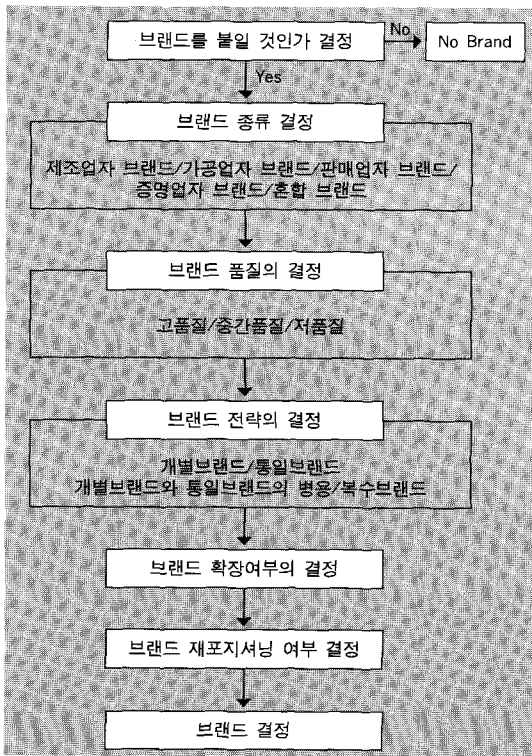 브랜드를 붙일 것인가 결정
No
No Brand
Yes
브랜드 종류 결정
제조업자 브랜드/가공업자 브랜드/판매업자 브랜드/
증명업자 브랜드/혼합 브랜드
브랜드 품질의 결정
고품질/중간품질/저품질
브랜드 전략의 결정
개별브랜드/통일브랜드
개별브랜드와 통일브랜드의 병용/복수브랜드
브랜드 확장여부의 결정
브랜드 재포지셔닝 여부 결정
브랜드 결정